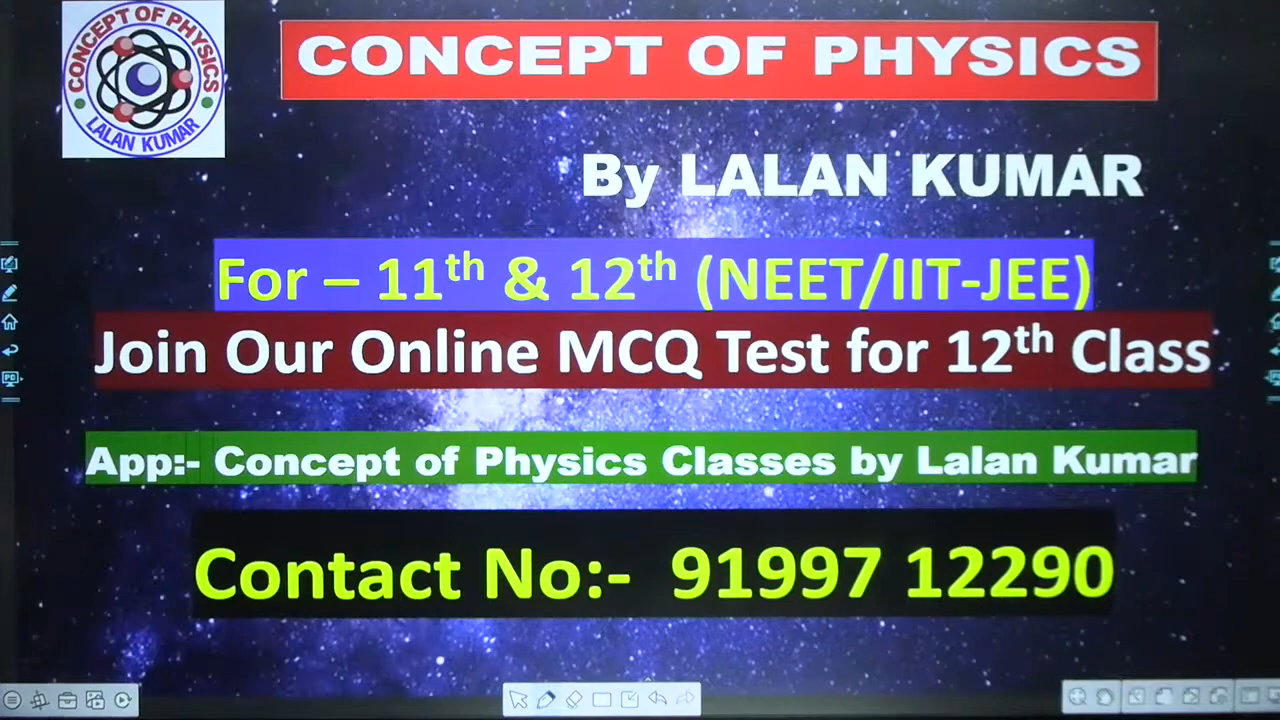 CONCEPT OF PHYSICS
LALAN KUMAR
CONCEPT OF PHYSICS
By LALAN KUMAR
For – 11th & 12th (NEET/IIT-JEE)
Join Our Online MCQ Test for 12th Class
App:- Concept of Physics Classes by Lalan Kumar
Contact No:- 91997 12290